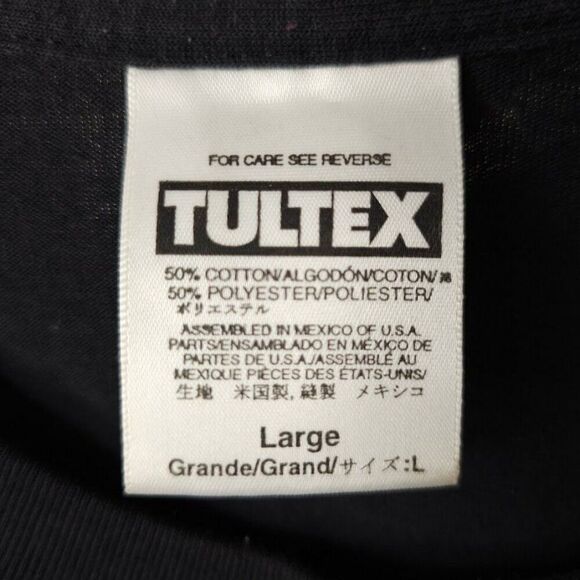 FOR CARE SEE REVERSE
TULTEX
50% COTTON/ALGODÓN/COTON/綿
50% POLYESTER/POLIESTER/
ポリエステル
ASSEMBLED IN MEXICO OF U.S.A.
PARTS/ENSAMBLADO EN MÉXICO DE
PARTES DE U.S.A./ASSEMBLÉ AU
MEXIQUE PIÈCES DES ÉTATS-UNIS/
生地 米国製, 縫製 メキシコ
Large
Grande/Grand/サイズ:L